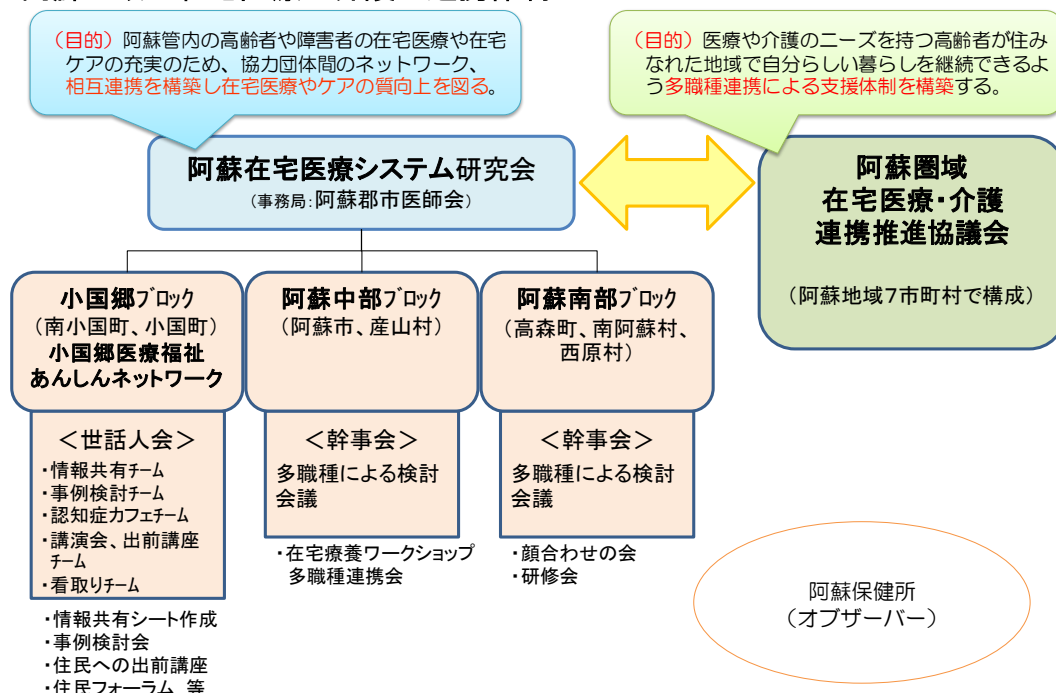 （目的）阿蘇管内の高齢者や障害者の在宅医療や在宅
ケアの充実のため、協力団体間のネットワーク、
相互連携を構築し在宅医療やケアの質向上を図る。
（目的）医療や介護のニーズを持つ高齢者が住み
なれた地域で自分らしい暮らしを継続できるよ
う多職種連携による支援体制を構築する。
阿蘇在宅医療システム研究会
（事務局：阿蘇郡市医師会）
阿蘇圏域
在宅医療・介護
連携推進協議会
（阿蘇地域７市町村で構成）
小国郷ブロック
（南小国町、小国町）
小国郷医療福祉
あんしんネットワーク
＜世話人会＞
・情報共有チーム
・事例検討チーム
・認知症カフェチーム
・講演会、出前講座
チーム
・看取りチーム
・情報共有シート作成
・事例検討会
・住民への出前講座
・住民フォーラム 等
阿蘇中部ブロック
（阿蘇市、産山村）
＜幹事会＞
多職種による検討
会議
・在宅療養ワークショップ
多職種連携会
阿蘇南部ブロック
（高森町、南阿蘇村、
西原村）
＜幹事会＞
多職種による検討
会議
・顔合わせの会
・研修会
阿蘇保健所
（オブザーバー）